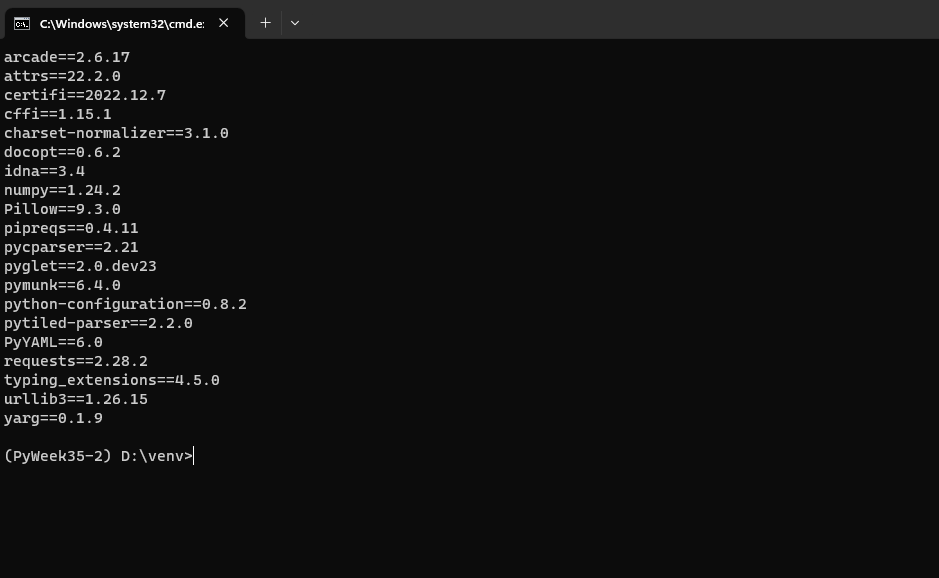 C:\Windows\system32\cmd.e
arcade==2.6.17
attrs==22.2.0
certifi==2022.12.7
cffi==1.15.1
charset-normalizer==3.1.0
docopt==0.6.2
idna==3.4
numpy==1.24.2
Pillow==9.3.0
pipreqs==0.4.11
pycparser==2.21
pyglet==2.0.dev23
pymunk==6.4.0
python-configuration==0.8.2
pytiled-parser==2.2.0
PyYAML==6.0
requests==2.28.2
typing_extensions==4.5.0
urllib3==1.26.15
yarg==0.1.9
(PyWeek35-2) D:\venv>